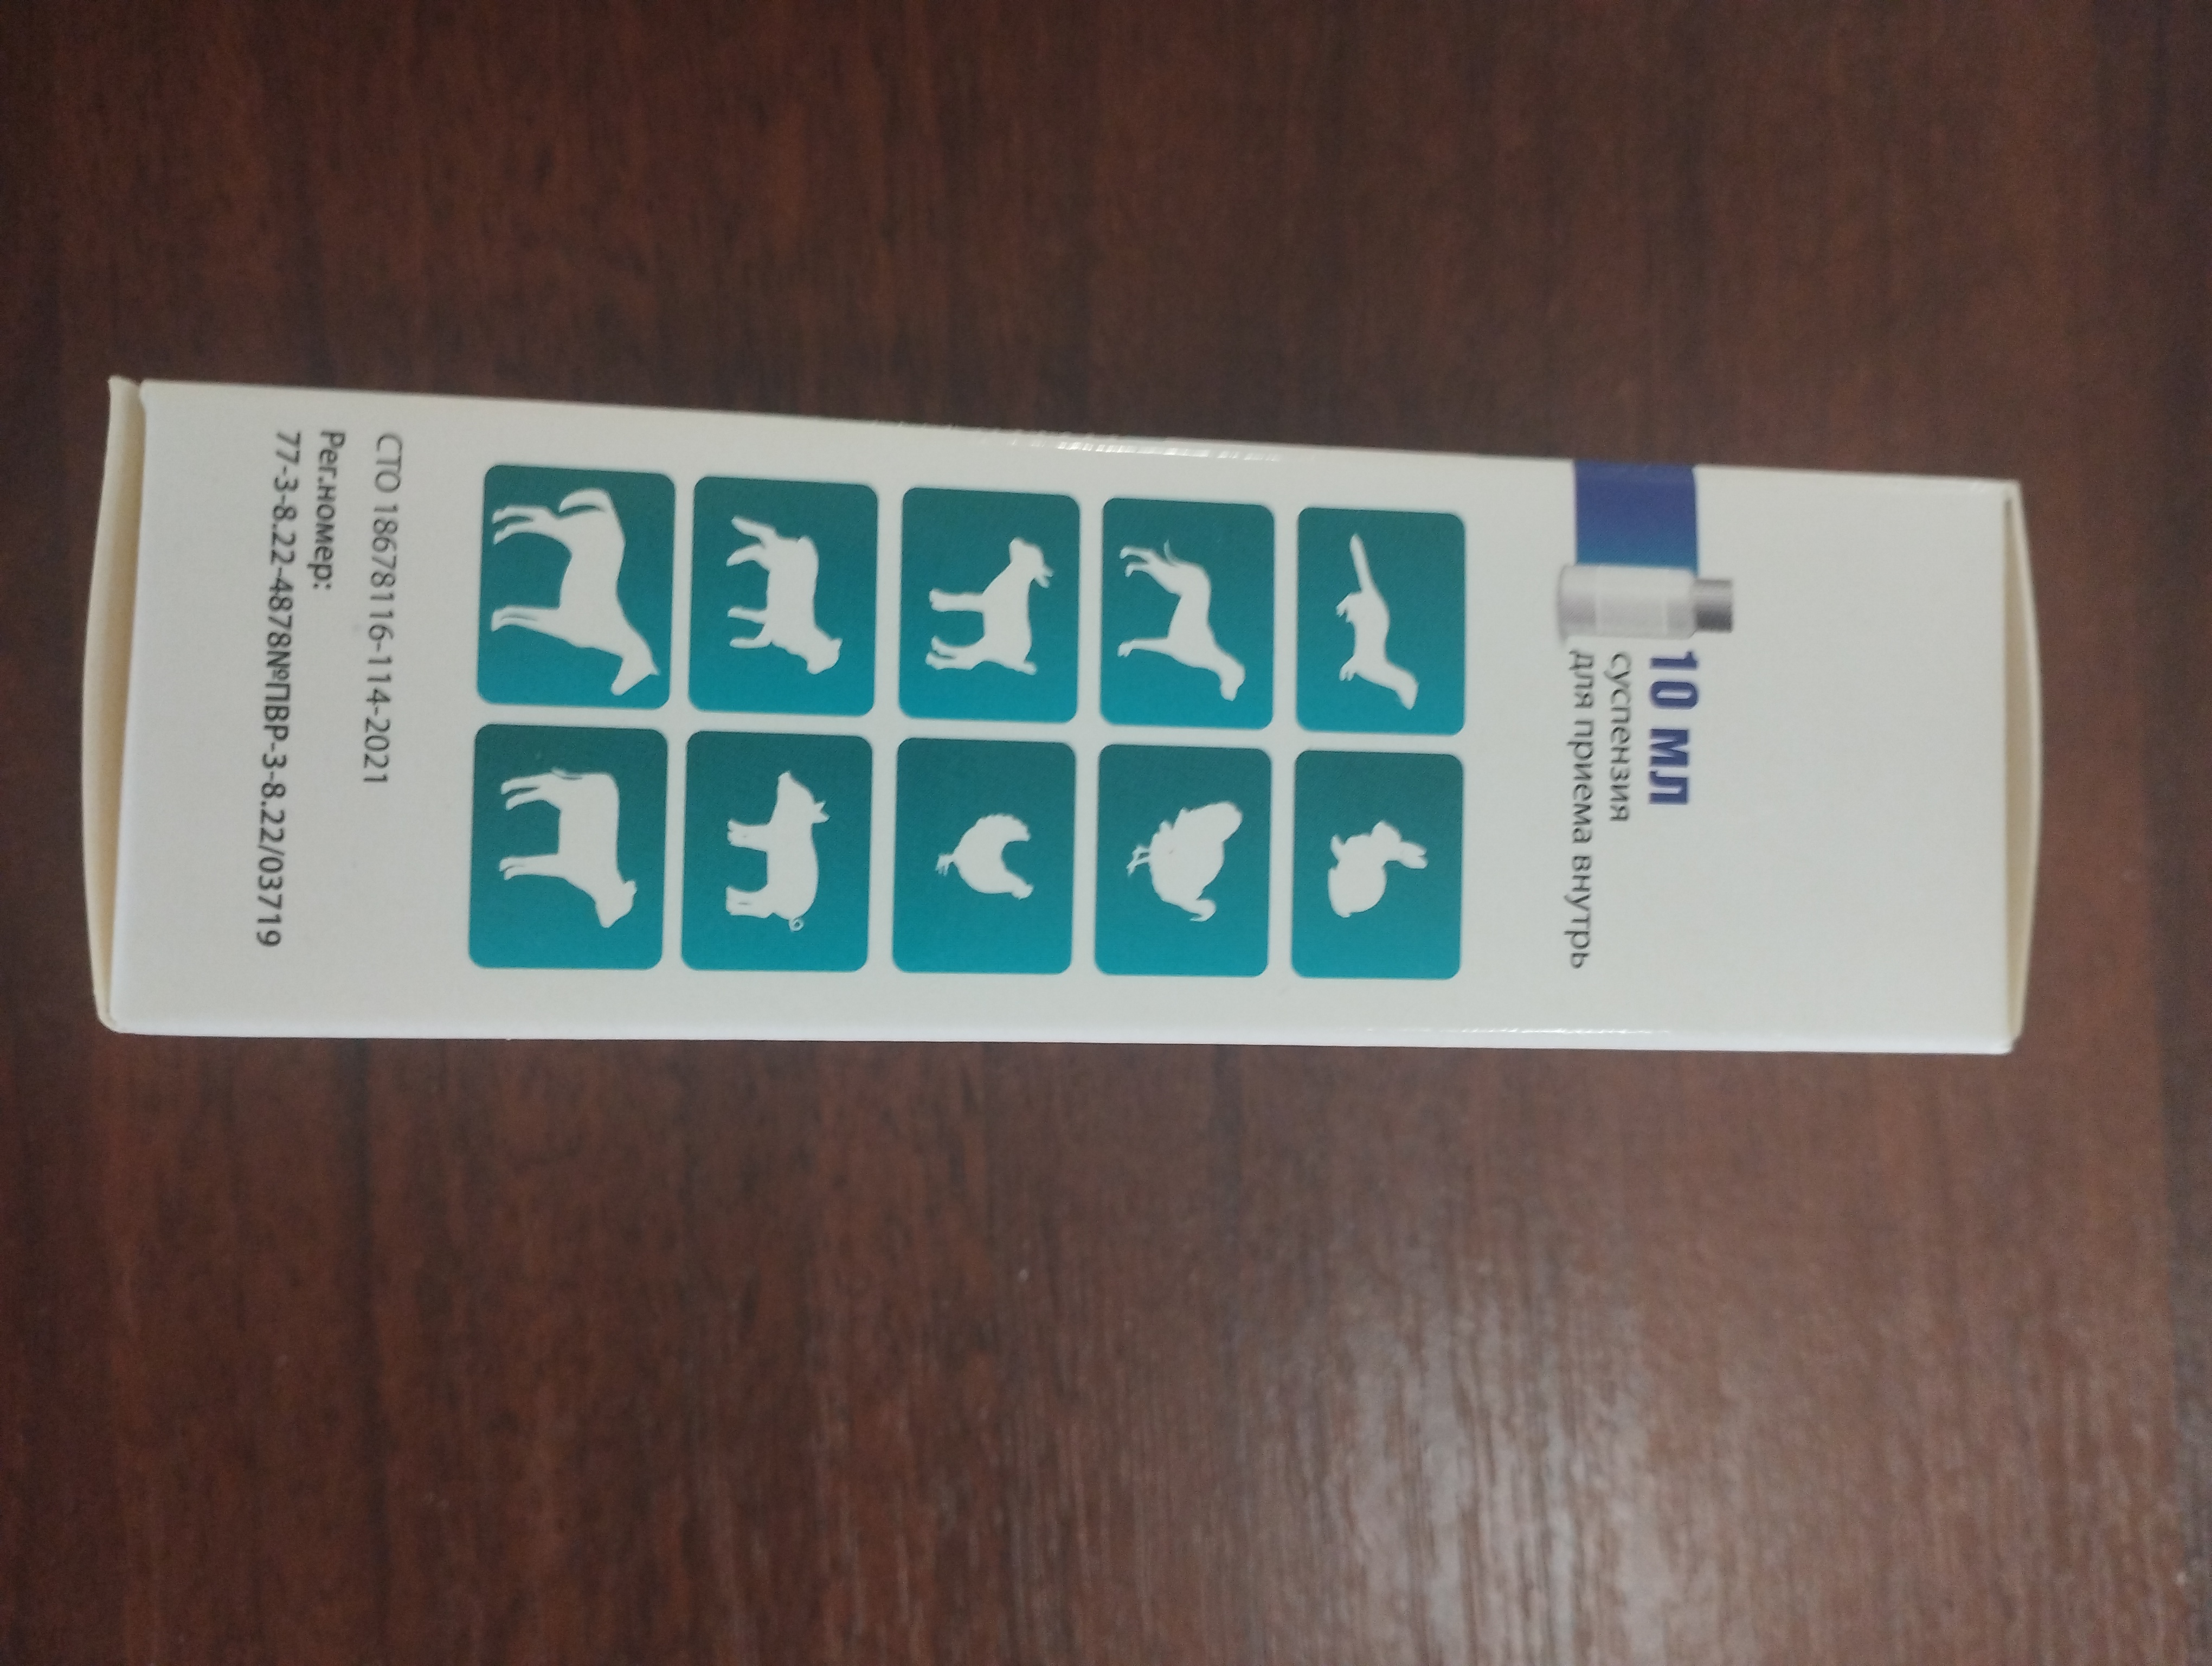 10 мл
суспензия
для приема внутрь
СТО 18678116-114-2021
Рег.номер:
77-3-8.22-4878№ПВР-3-8.22/03719